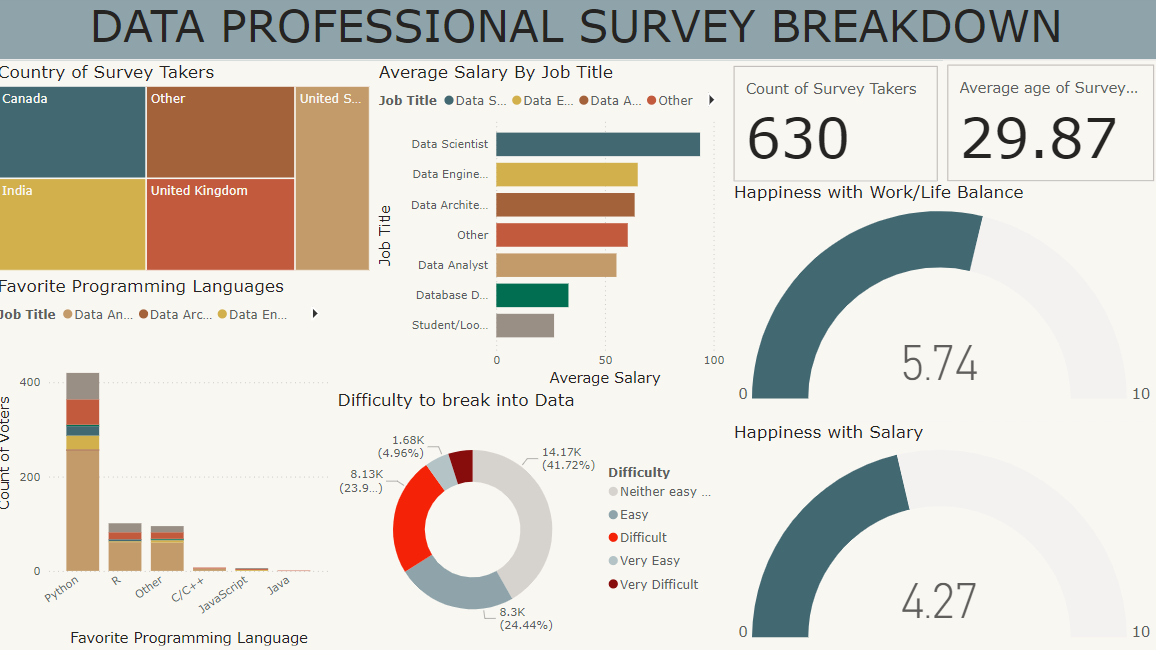 DATA PROFESSIONAL SURVEY BREAKDOWN
Country of Survey Takers
Canada
Other
United S...
India
United Kingdom
Favorite Programming Languages
Job Title Data An... Data Arc... Data En...
Count of Voters
400
200
0
Python
R
Other
C/C++
JavaScript
Java
Favorite Programming Language
Average Salary By Job Title
Job Title Data S... Data E... Data A... Other
Job Title
Data Scientist
Data Engine...
Data Archite...
Other
Data Analyst
Database D...
Student/Loo...
0 50 100
Average Salary
Difficulty to break into Data
1.68K
(4.96%)
14.17K
(41.72%)
8.13K
(23.9...)
8.3K
(24.44%)
Difficulty
Neither easy ...
Easy
Difficult
Very Easy
Very Difficult
Count of Survey Takers
630
Average age of Survey...
29.87
Happiness with Work/Life Balance
5.74
0 10
Happiness with Salary
4.27
0 10